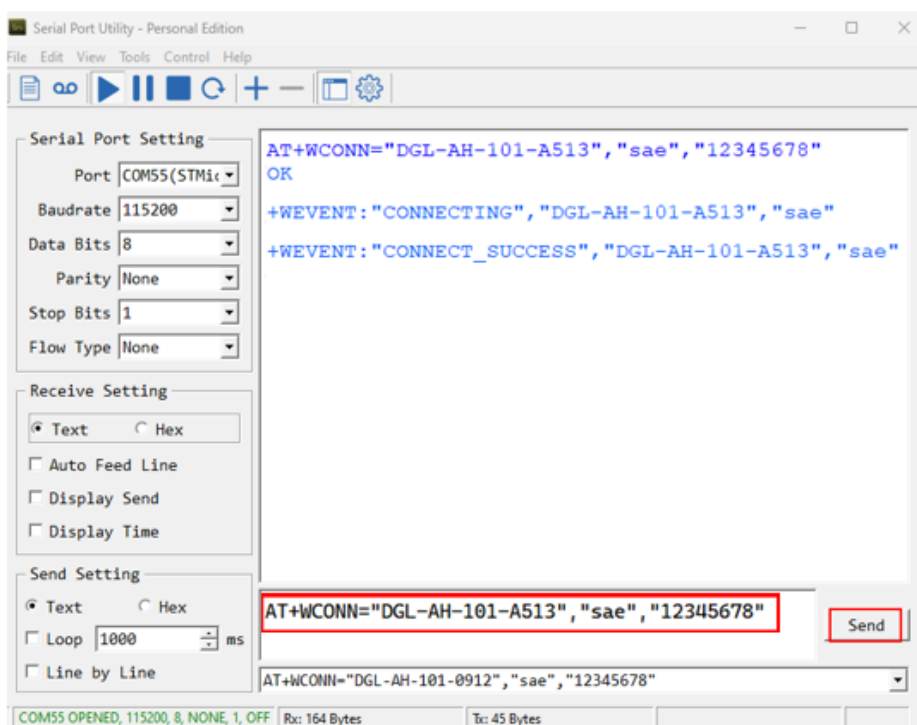 Serial Port Utility - Personal Edition
File Edit View Tools Control Help
Serial Port Setting
Port COM55(STMic
Baudrate 115200
Data Bits 8
Parity None
Stop Bits 1
Flow Type None
Receive Setting
Text Hex
Auto Feed Line
Display Send
Display Time
Send Setting
Text Hex
Loop 1000 ms
Line by Line
AT+WCONN="DGL-AH-101-A513","sae","12345678"
OK
+WEVENT:"CONNECTING","DGL-AH-101-A513","sae"
+WEVENT:"CONNECT_SUCCESS","DGL-AH-101-A513","sae"
AT+WCONN="DGL-AH-101-A513","sae","12345678"
Send
AT+WCONN="DGL-AH-101-0912","sae","12345678"
COM55 OPENED, 115200, 8, NONE, 1, OFF Rx: 164 Bytes Tx: 45 Bytes